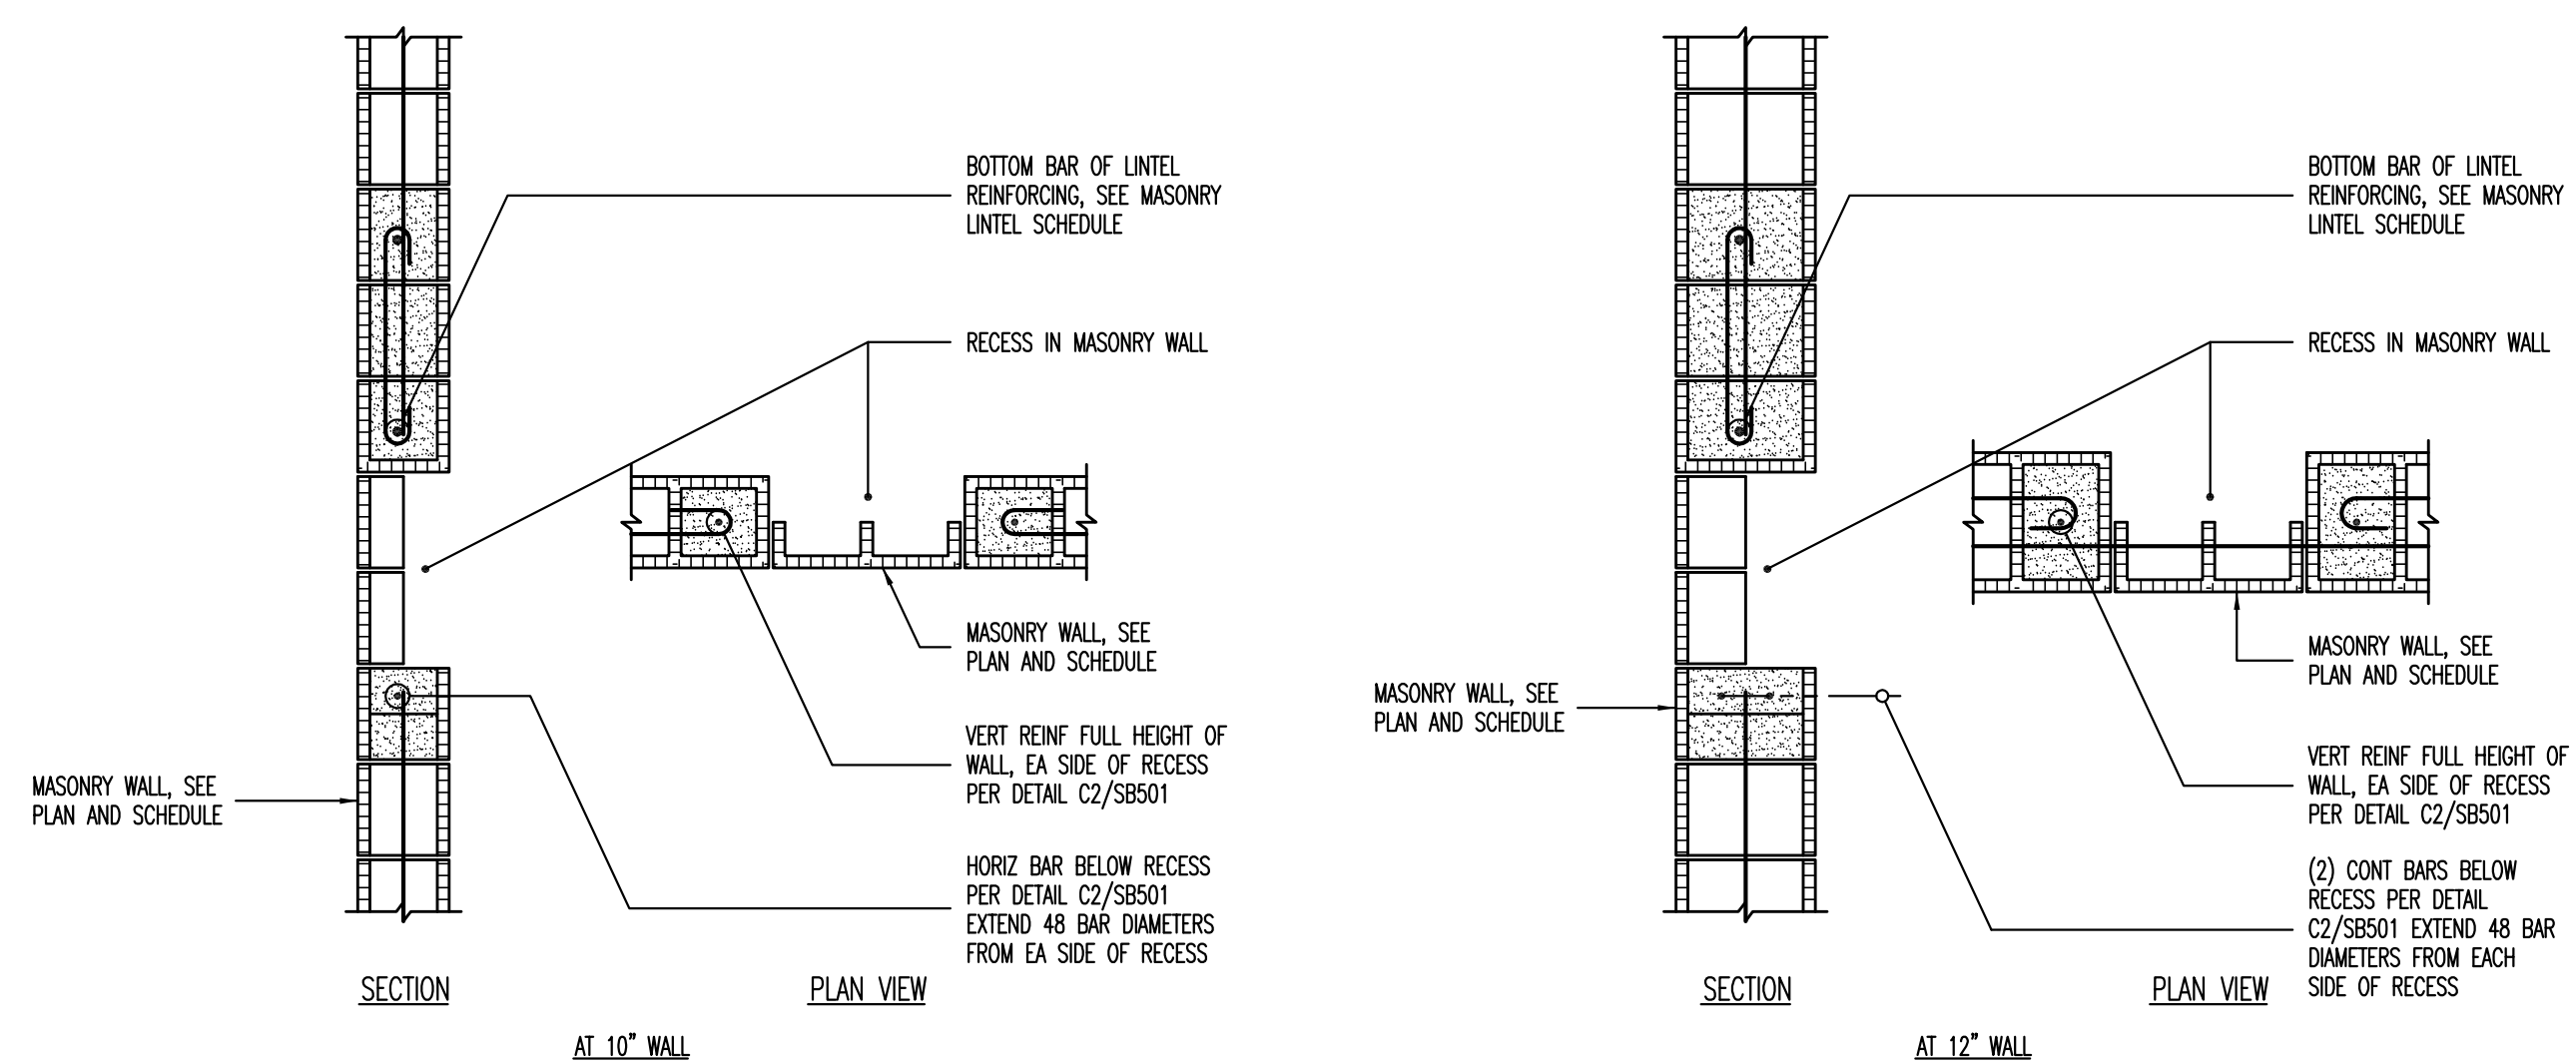 BOTTOM BAR OF LINTEL
REINFORCING, SEE MASONRY
LINTEL SCHEDULE
RECESS IN MASONRY WALL
MASONRY WALL, SEE
PLAN AND SCHEDULE
VERT REINF FULL HEIGHT OF
WALL, EA SIDE OF RECESS
PER DETAIL C2/SB501
MASONRY WALL, SEE
PLAN AND SCHEDULE
HORIZ BAR BELOW RECESS
PER DETAIL C2/SB501
EXTEND 48 BAR DIAMETERS
FROM EA SIDE OF RECESS
SECTION
PLAN VIEW
AT 10" WALL
BOTTOM BAR OF LINTEL
REINFORCING, SEE MASONRY
LINTEL SCHEDULE
RECESS IN MASONRY WALL
MASONRY WALL, SEE
PLAN AND SCHEDULE
MASONRY WALL, SEE
PLAN AND SCHEDULE
VERT REINF FULL HEIGHT OF
WALL, EA SIDE OF RECESS
PER DETAIL C2/SB501
(2) CONT BARS BELOW
RECESS PER DETAIL
C2/SB501 EXTEND 48 BAR
DIAMETERS FROM EACH
SIDE OF RECESS
SECTION
PLAN VIEW
AT 12" WALL